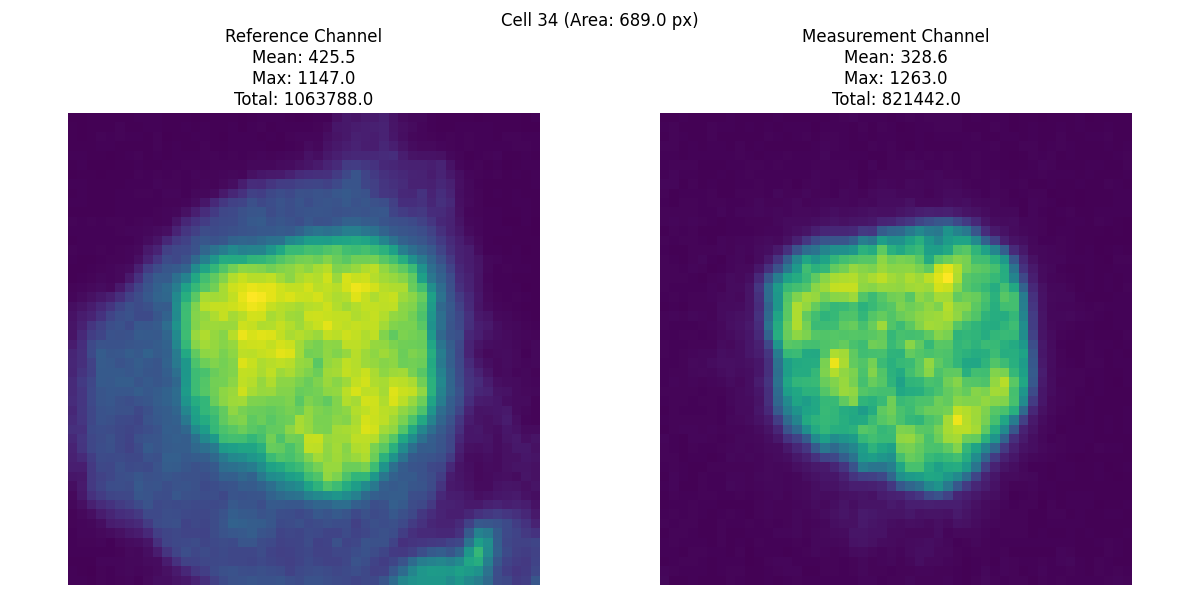 Cell 34 (Area: 689.0 px)
Reference Channel
Mean: 425.5
Max: 1147.0
Total: 1063788.0
Measurement Channel
Mean: 328.6
Max: 1263.0
Total: 821442.0